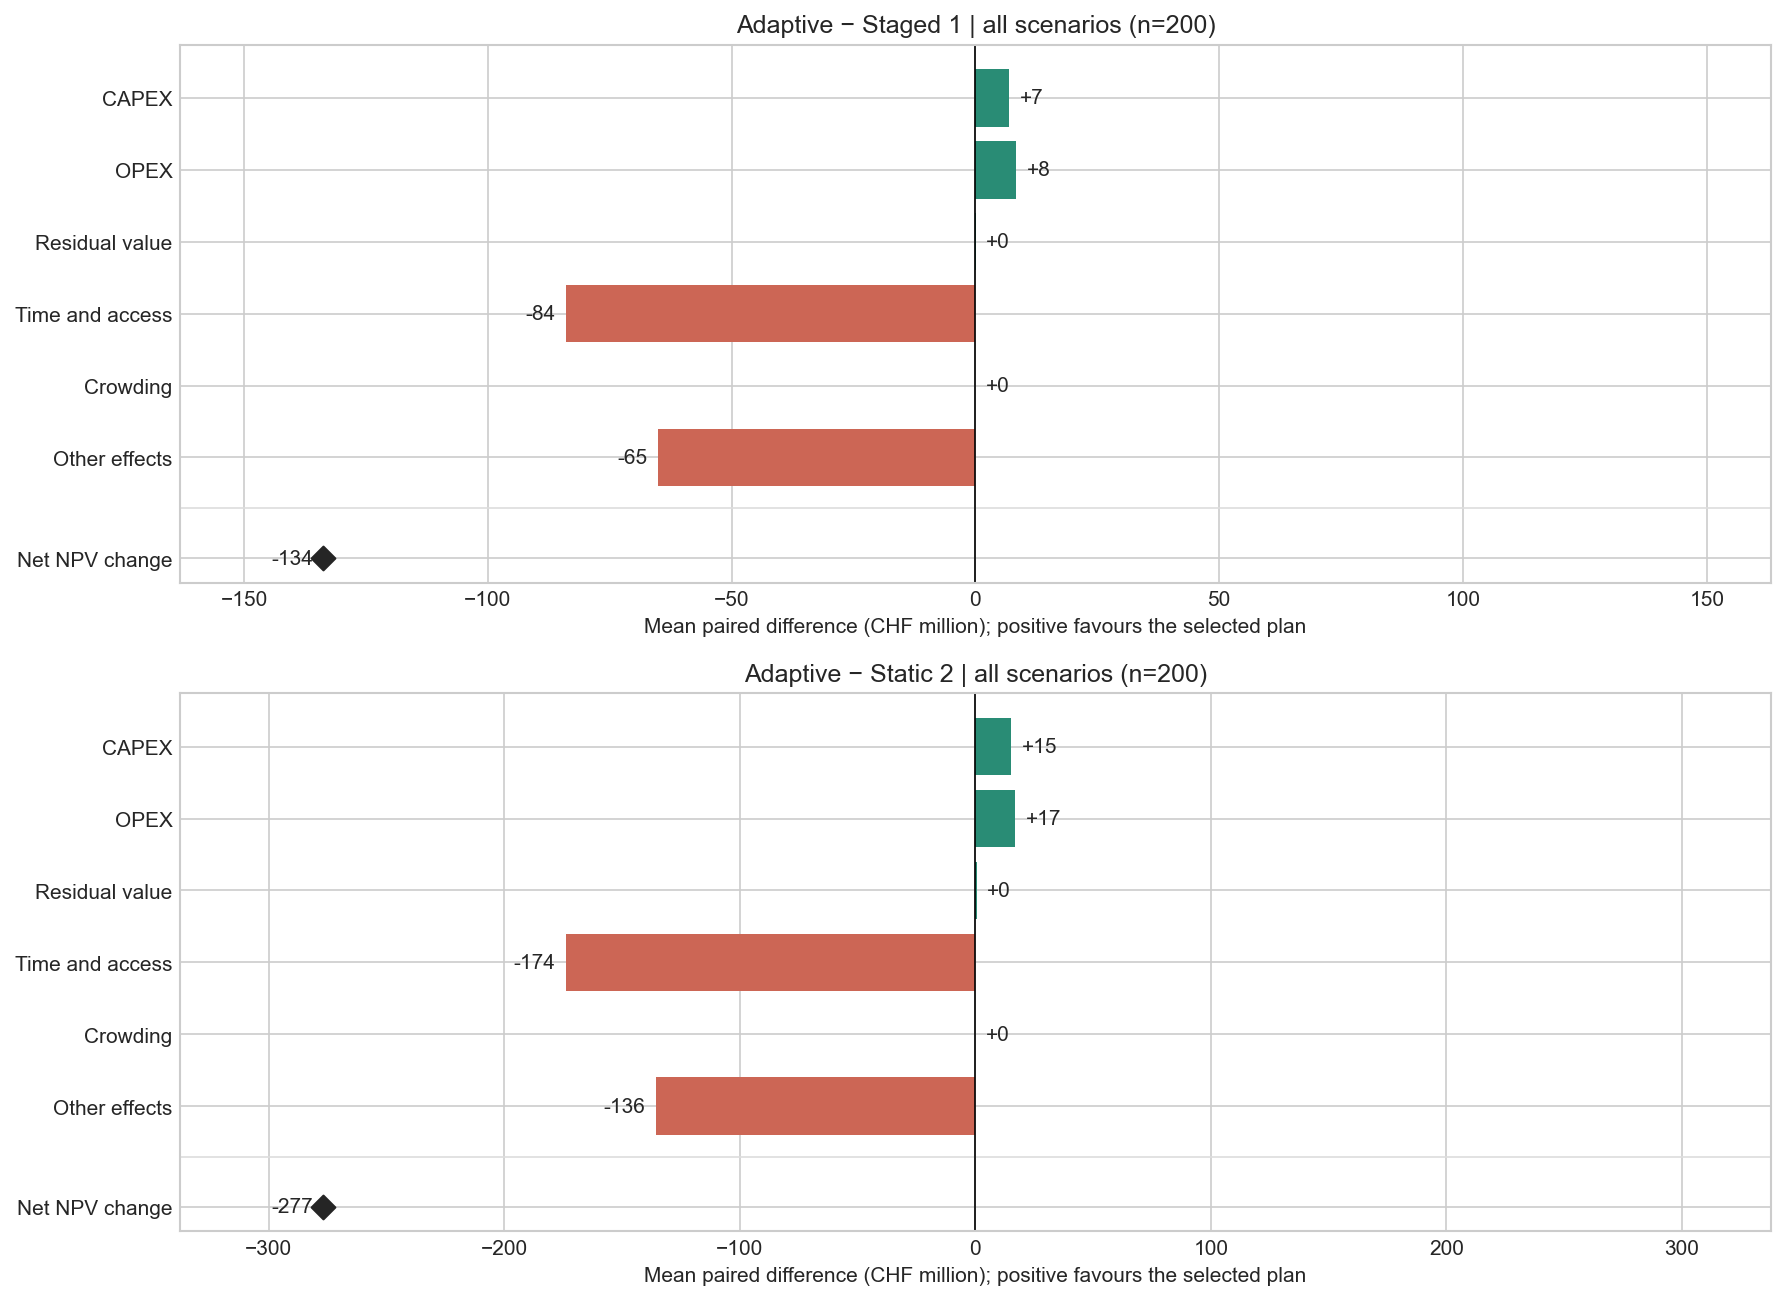 Adaptive − Staged 1 | all scenarios (n=200)
CAPEX
+7
OPEX
+8
Residual value
+0
Time and access
-84
Crowding
+0
Other effects
-65
Net NPV change
-134
−150 −100 −50 0 50 100 150
Mean paired difference (CHF million); positive favours the selected plan
Adaptive − Static 2 | all scenarios (n=200)
CAPEX
+15
OPEX
+17
Residual value
+0
Time and access
-174
Crowding
+0
Other effects
-136
Net NPV change
-277
−300 −200 −100 0 100 200 300
Mean paired difference (CHF million); positive favours the selected plan